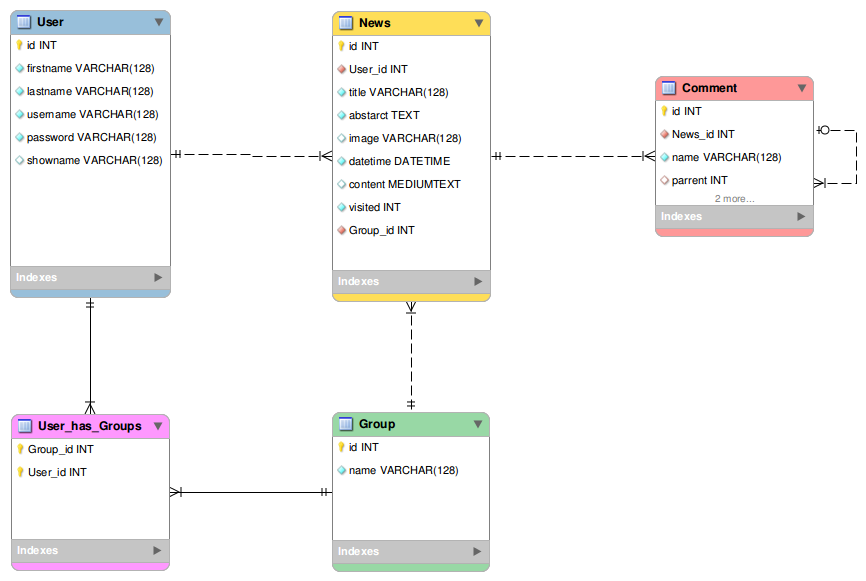 User
id INT
firstname VARCHAR(128)
lastname VARCHAR(128)
username VARCHAR(128)
password VARCHAR(128)
showname VARCHAR(128)
Indexes
News
id INT
User_id INT
title VARCHAR(128)
abstarct TEXT
image VARCHAR(128)
datetime DATETIME
content MEDIUMTEXT
visited INT
Group_id INT
Indexes
Comment
id INT
News_id INT
name VARCHAR(128)
parrent INT
2 more...
Indexes
User_has_Groups
Group_id INT
User_id INT
Indexes
Group
id INT
name VARCHAR(128)
Indexes